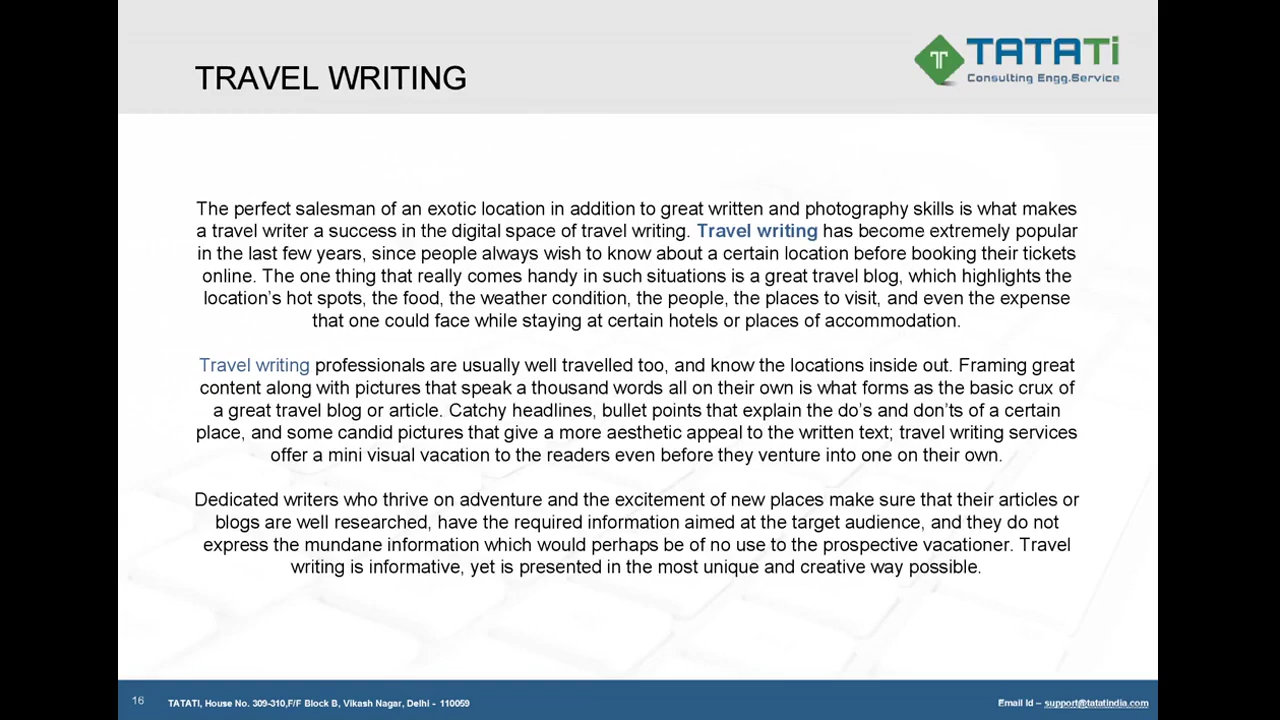 TRAVEL WRITING
TATATi
Consulting Engg.Service
The perfect salesman of an exotic location in addition to great written and photography skills is what makes
a travel writer a success in the digital space of travel writing. Travel writing has become extremely popular
in the last few years, since people always wish to know about a certain location before booking their tickets
online. The one thing that really comes handy in such situations is a great travel blog, which highlights the
location’s hot spots, the food, the weather condition, the people, the places to visit, and even the expense
that one could face while staying at certain hotels or places of accommodation.
Travel writing professionals are usually well travelled too, and know the locations inside out. Framing great
content along with pictures that speak a thousand words all on their own is what forms as the basic crux of
a great travel blog or article. Catchy headlines, bullet points that explain the do’s and don’ts of a certain
place, and some candid pictures that give a more aesthetic appeal to the written text; travel writing services
offer a mini visual vacation to the readers even before they venture into one on their own.
Dedicated writers who thrive on adventure and the excitement of new places make sure that their articles or
blogs are well researched, have the required information aimed at the target audience, and they do not
express the mundane information which would perhaps be of no use to the prospective vacationer. Travel
writing is informative, yet is presented in the most unique and creative way possible.
16
TATATI, House No. 309-310,F/F Block B, Vikash Nagar, Delhi - 110059
Email Id – support@tatatindia.com